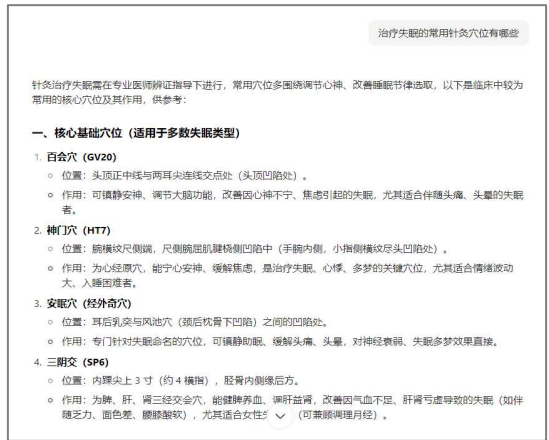 治疗失眠的常用针灸穴位有哪些
针灸治疗失眠需在专业医师辨证指导下进行，常用穴位多围绕调节心神、改善睡眠节律选取，以下是临床中较为
常用的核心穴位及其作用，供参考：
一、核心基础穴位（适用于多数失眠类型）
1. 百会穴（GV20）
○ 位置：头顶正中线与两耳尖连线交点处（头顶凹陷处）。
○ 作用：可镇静安神、调节大脑功能，改善因心神不宁、焦虑引起的失眠，尤其适合伴随头痛、头晕的失眠
者。
2. 神门穴（HT7）
○ 位置：腕横纹尺侧端，尺侧腕屈肌腱桡侧凹陷中（手腕内侧，小指侧横纹尽头凹陷处）。
○ 作用：为心经原穴，能宁心安神、缓解焦虑，是治疗失眠、心悸、多梦的关键穴位，尤其适合情绪波动
大、入睡困难者。
3. 安眠穴（经外奇穴）
○ 位置：耳后乳突与风池穴（颈后枕骨下凹陷）之间的凹陷处。
○ 作用：专门针对失眠命名的穴位，可镇静助眠、缓解头痛、头晕，对神经衰弱、失眠多梦效果直接。
4. 三阴交（SP6）
○ 位置：内踝尖上 3 寸（约 4 横指），胫骨内侧缘后方。
○ 作用：为脾、肝、肾三经交会穴，能健脾养血、调肝益肾，改善因气血不足、肝肾亏虚导致的失眠（如伴
随乏力、面色差、腰膝酸软），尤其适合女性（可兼顾调理月经）。